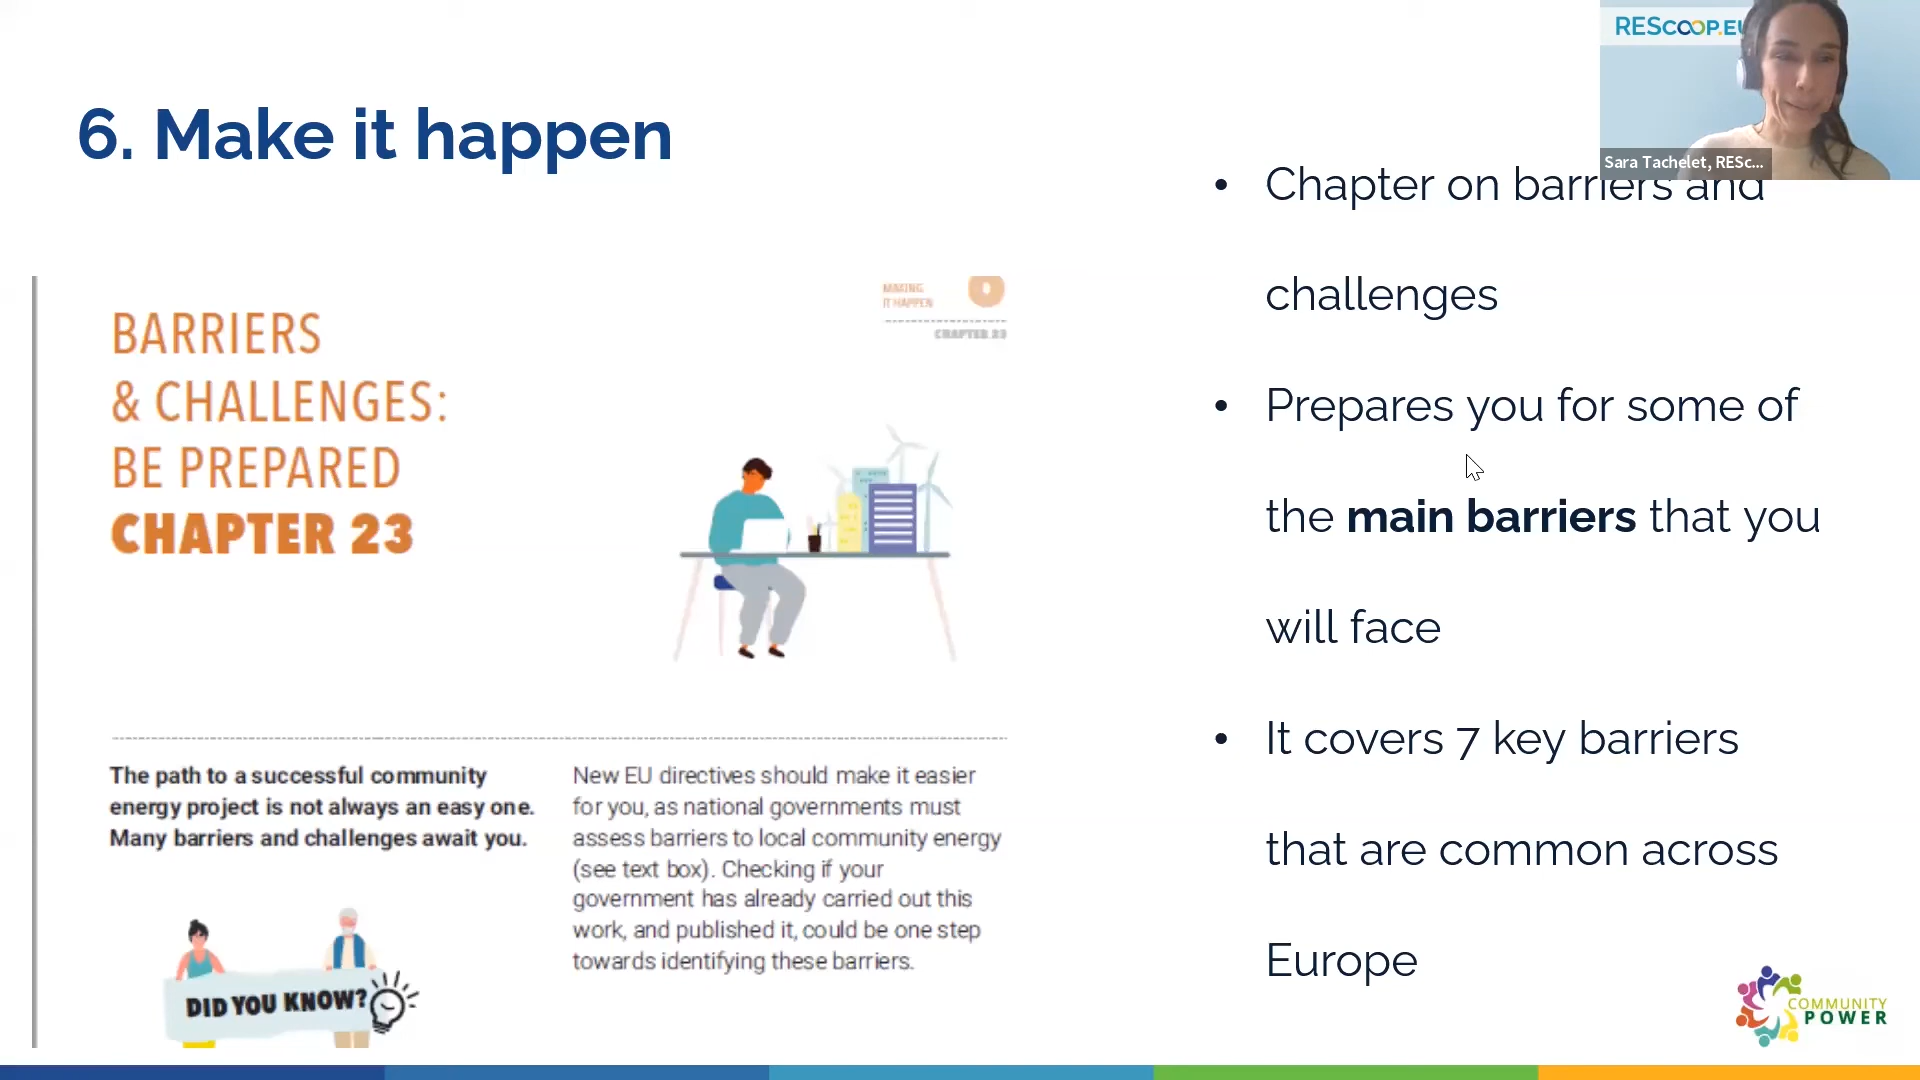 6. Make it happen
RESCOOP.EU
Sara Tachelet, RESc...
MAKING
IT HAPPEN
CHAPTER 23
BARRIERS
& CHALLENGES:
BE PREPARED
CHAPTER 23
The path to a successful community
energy project is not always an easy one.
Many barriers and challenges await you.
DID YOU KNOW?
New EU directives should make it easier
for you, as national governments must
assess barriers to local community energy
(see text box). Checking if your
government has already carried out this
work, and published it, could be one step
towards identifying these barriers.
• Chapter on barriers and
challenges
• Prepares you for some of
the main barriers that you
will face
• It covers 7 key barriers
that are common across
Europe
COMMUNITY
POWER